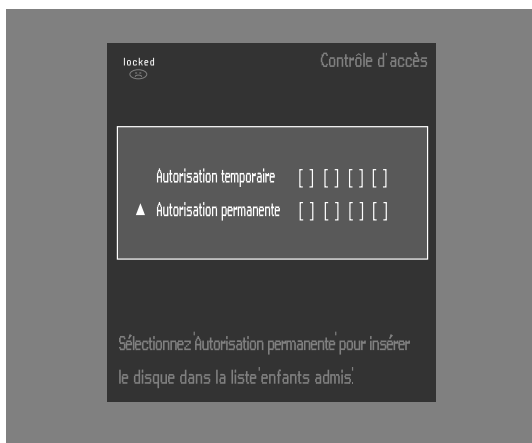 locked
Contrôle d'accès
Autorisation temporaire [ ] [ ] [ ] [ ]
▲ Autorisation permanente [ ] [ ] [ ] [ ]
Sélectionnez 'Autorisation permanente' pour insérer
le disque dans la liste 'enfants admis'.